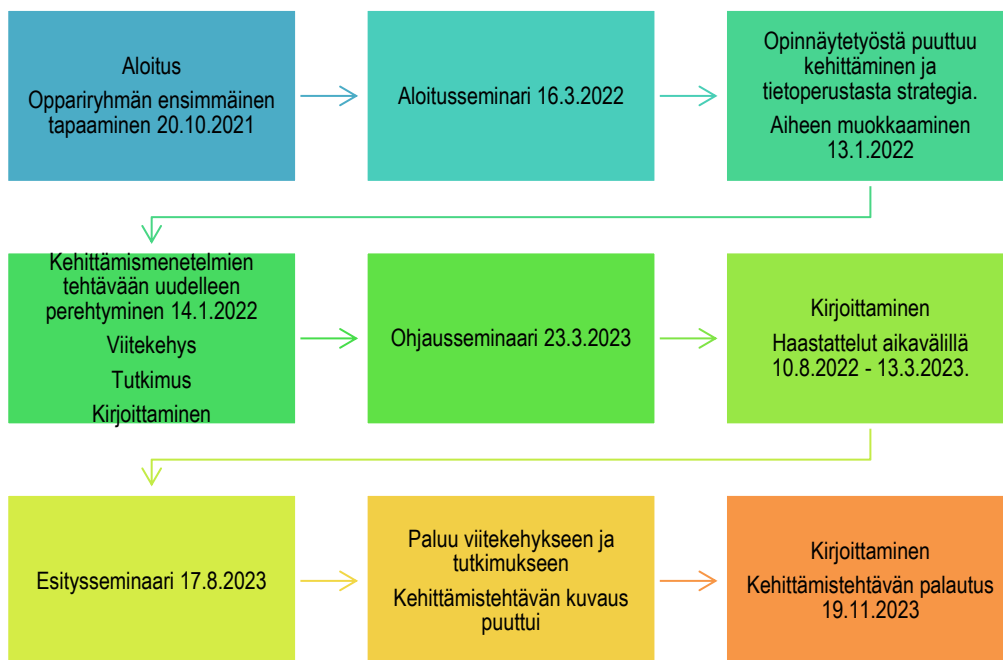 Aloitus
Oppariryhmän ensimmäinen
tapaaminen 20.10.2021
Aloitusseminari 16.3.2022
Opinnäytetyöstä puuttuu
kehittäminen ja
tietoperustasta strategia.
Aiheen muokkaaminen
13.1.2022
Kehittämismenetelmien
tehtävään uudelleen
perehtyminen 14.1.2022
Viitekehys
Tutkimus
Kirjoittaminen
Ohjausseminaari 23.3.2023
Kirjoittaminen
Haastattelut aikavälillä
10.8.2022 - 13.3.2023.
Esitysseminaari 17.8.2023
Paluu viitekehykseen ja
tutkimukseen
Kehittämistehtävän kuvaus
puuttui
Kirjoittaminen
Kehittämistehtävän palautus
19.11.2023